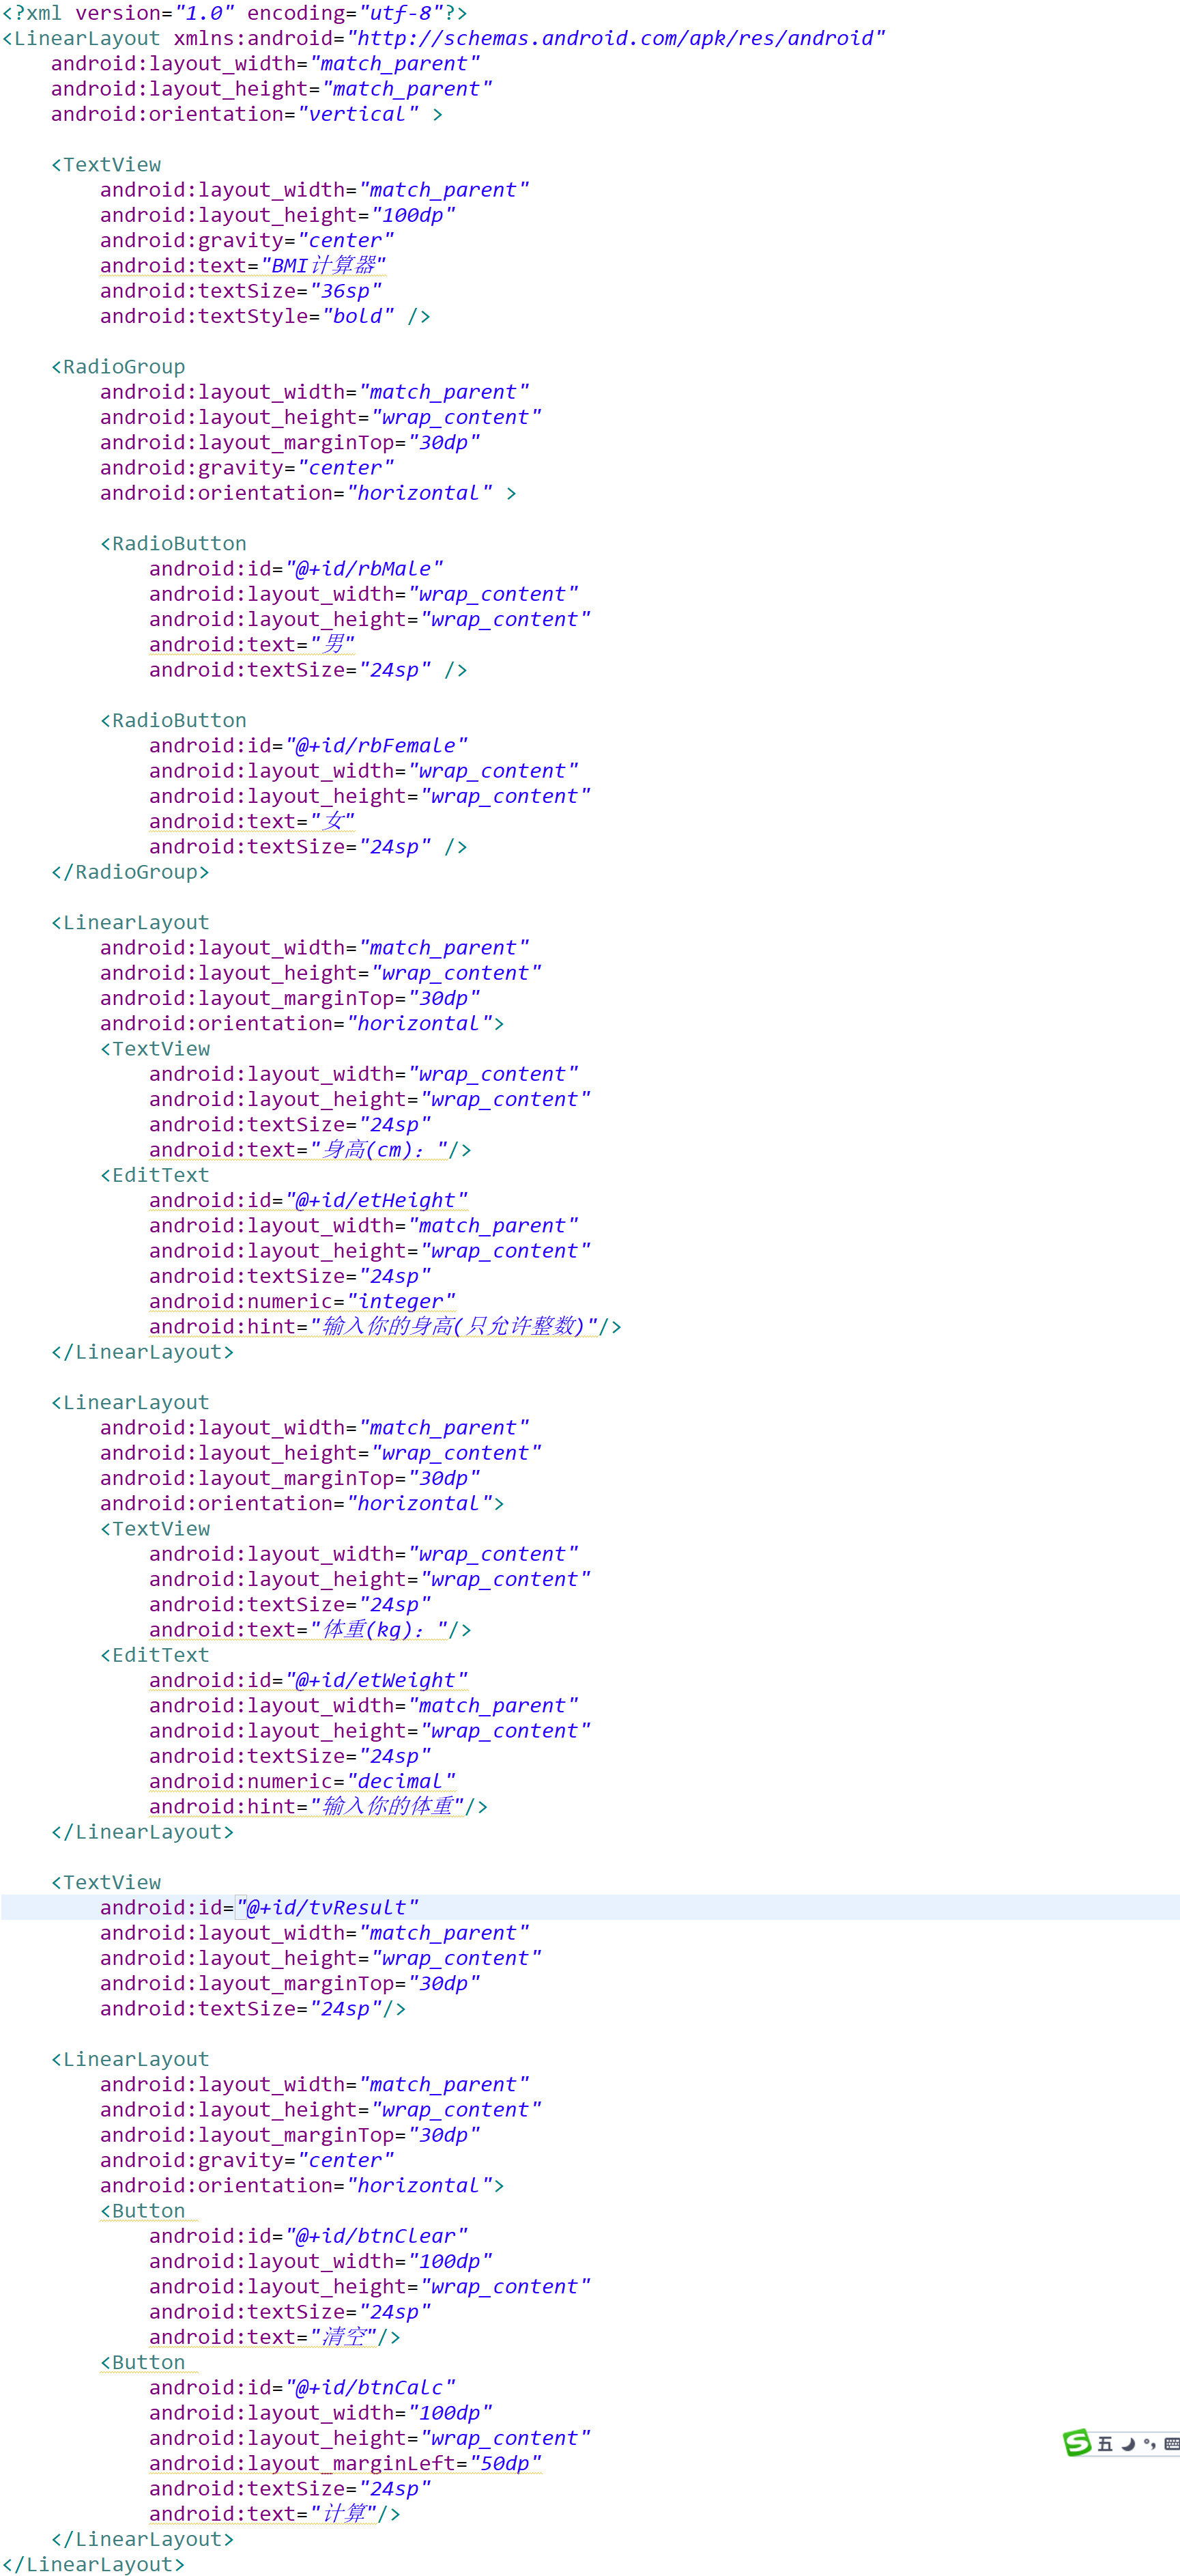 <?xml version="1.0" encoding="utf-8"?>
<LinearLayout xmlns:android="http://schemas.android.com/apk/res/android"
    android:layout_width="match_parent"
    android:layout_height="match_parent"
    android:orientation="vertical" >

    <TextView
        android:layout_width="match_parent"
        android:layout_height="100dp"
        android:gravity="center"
        android:text="BMI计算器"
        android:textSize="36sp"
        android:textStyle="bold" />

    <RadioGroup
        android:layout_width="match_parent"
        android:layout_height="wrap_content"
        android:layout_marginTop="30dp"
        android:gravity="center"
        android:orientation="horizontal" >

        <RadioButton
            android:id="@+id/rbMale"
            android:layout_width="wrap_content"
            android:layout_height="wrap_content"
            android:text="男"
            android:textSize="24sp" />

        <RadioButton
            android:id="@+id/rbFemale"
            android:layout_width="wrap_content"
            android:layout_height="wrap_content"
            android:text="女"
            android:textSize="24sp" />
    </RadioGroup>

    <LinearLayout
        android:layout_width="match_parent"
        android:layout_height="wrap_content"
        android:layout_marginTop="30dp"
        android:orientation="horizontal">
        <TextView
            android:layout_width="wrap_content"
            android:layout_height="wrap_content"
            android:textSize="24sp"
            android:text="身高(cm)："/>
        <EditText
            android:id="@+id/etHeight"
            android:layout_width="match_parent"
            android:layout_height="wrap_content"
            android:textSize="24sp"
            android:numeric="integer"
            android:hint="输入你的身高(只允许整数)"/>
    </LinearLayout>

    <LinearLayout
        android:layout_width="match_parent"
        android:layout_height="wrap_content"
        android:layout_marginTop="30dp"
        android:orientation="horizontal">
        <TextView
            android:layout_width="wrap_content"
            android:layout_height="wrap_content"
            android:textSize="24sp"
            android:text="体重(kg)："/>
        <EditText
            android:id="@+id/etWeight"
            android:layout_width="match_parent"
            android:layout_height="wrap_content"
            android:textSize="24sp"
            android:numeric="decimal"
            android:hint="输入你的体重"/>
    </LinearLayout>

    <TextView
        android:id="@+id/tvResult"
        android:layout_width="match_parent"
        android:layout_height="wrap_content"
        android:layout_marginTop="30dp"
        android:textSize="24sp"/>

    <LinearLayout
        android:layout_width="match_parent"
        android:layout_height="wrap_content"
        android:layout_marginTop="30dp"
        android:gravity="center"
        android:orientation="horizontal">
        <Button
            android:id="@+id/btnClear"
            android:layout_width="100dp"
            android:layout_height="wrap_content"
            android:textSize="24sp"
            android:text="清空"/>
        <Button
            android:id="@+id/btnCalc"
            android:layout_width="100dp"
            android:layout_height="wrap_content"
            android:layout_marginLeft="50dp"
            android:textSize="24sp"
            android:text="计算"/>
    </LinearLayout>
</LinearLayout>
S 五